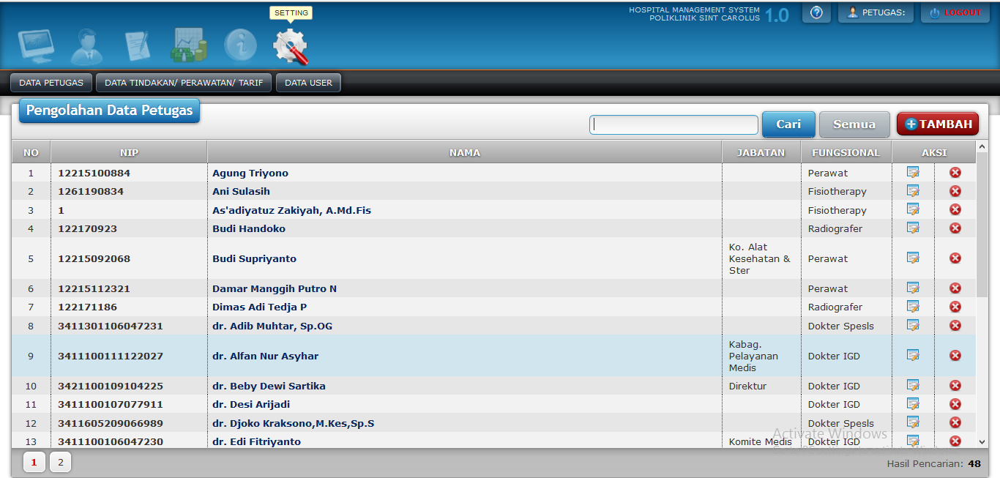 SETTING
HOSPITAL MANAGEMENT SYSTEM
POLIKLINIK SINT CAROLUS
1.0
?
PETUGAS:
LOGOUT
DATA PETUGAS
DATA TINDAKAN/ PERAWATAN/ TARIF
DATA USER
Pengolahan Data Petugas
Cari
Semua
TAMBAH
NO NIP NAMA JABATAN FUNGSIONAL AKSI
1 12215100884 Agung Triyono Perawat
2 1261190834 Ani Sulasih Fisiotherapy
3 1 As'adiyatuz Zakiyah, A.Md.Fis Fisiotherapy
4 122170923 Budi Handoko Radiografer
Ko. Alat
5 12215092068 Budi Supriyanto Kesehatan & Perawat
Ster
6 12215112321 Damar Manggih Putro N Perawat
7 122171186 Dimas Adi Tedja P Radiografer
8 3411301106047231 dr. Adib Muhtar, Sp.OG Dokter Spesls
Kabag.
9 3411100111122027 dr. Alfan Nur Asyhar Pelayanan Dokter IGD
Medis
10 3421100109104225 dr. Beby Dewi Sartika Direktur Dokter IGD
11 3411100107077911 dr. Desi Arijadi Dokter IGD
12 3411605209066989 dr. Djoko Kraksono,M.Kes,Sp.S Dokter Spesls
Activate Windows
13 3411100106047230 dr. Edi Fitriyanto Komite Medis Dokter IGD
1 2
Hasil Pencarian: 48